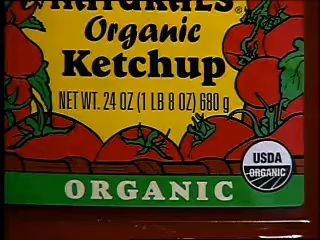 NATURALS®
Organic
Ketchup
NET WT. 24 OZ (1 LB 8 OZ) 680 g
USDA
ORGANIC
ORGANIC